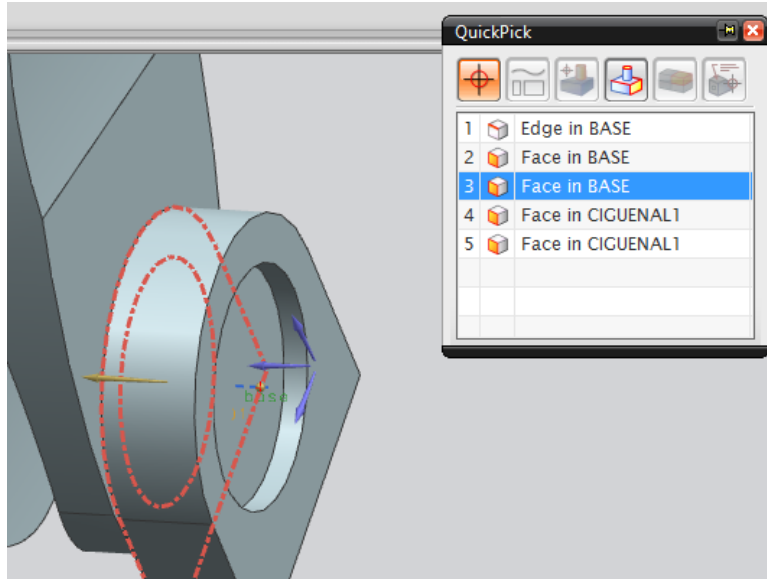 QuickPick
1 Edge in BASE
2 Face in BASE
3 Face in BASE
4 Face in CIGUENAL1
5 Face in CIGUENAL1
base